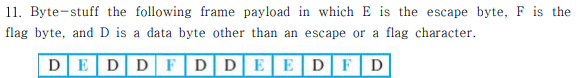 11. Byte-stuff the following frame payload in which E is the escape byte, F is the
flag byte, and D is a data byte other than an escape or a flag character.
D E D D F D D E E D F D